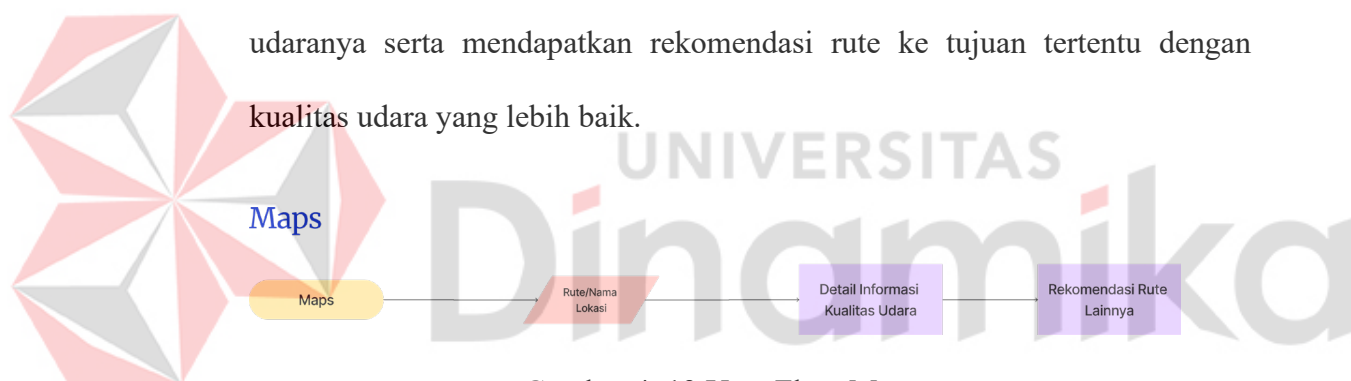 udaranya serta mendapatkan rekomendasi rute ke tujuan tertentu dengan
kualitas udara yang lebih baik.
UNIVERSITAS
Dinamika
Maps
Maps
Rute/Nama
Lokasi
Detail Informasi
Kualitas Udara
Rekomendasi Rute
Lainnya